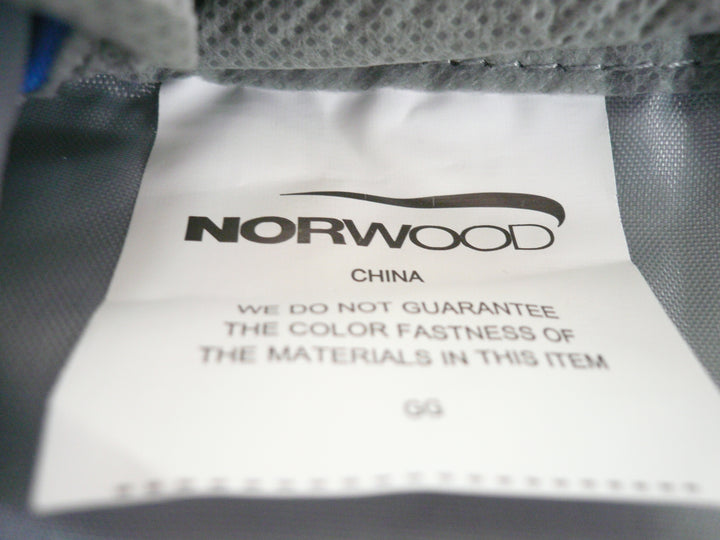 NORWOOD
CHINA
WE DO NOT GUARANTEE
THE COLOR FASTNESS OF
THE MATERIALS IN THIS ITEM
GG